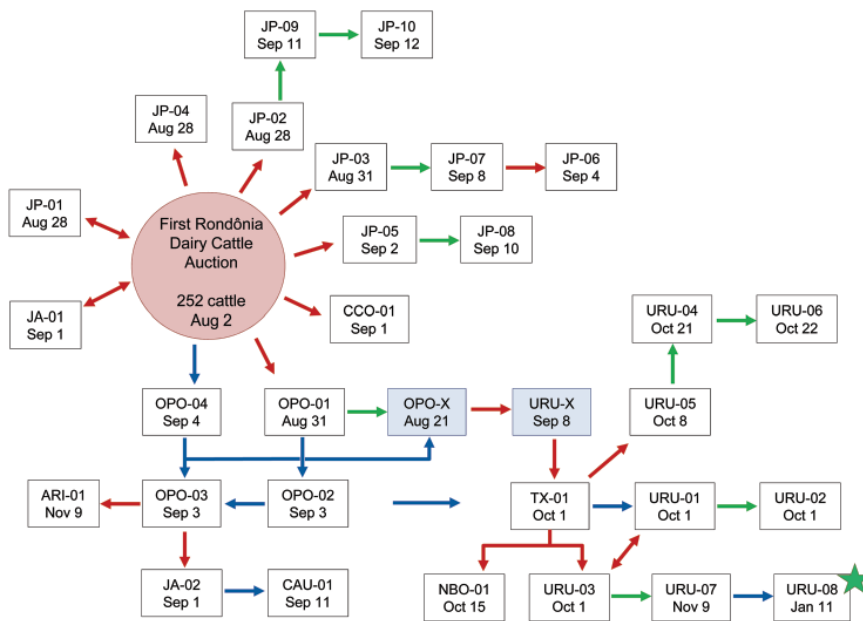 JP-09
Sep 11
JP-10
Sep 12
JP-04
Aug 28
JP-02
Aug 28
JP-03
Aug 31
JP-07
Sep 8
JP-06
Sep 4
JP-01
Aug 28
First Rondônia
Dairy Cattle
Auction
252 cattle
Aug 2
JP-05
Sep 2
JP-08
Sep 10
JA-01
Sep 1
CCO-01
Sep 1
URU-04
Oct 21
URU-06
Oct 22
OPO-04
Sep 4
OPO-01
Aug 31
OPO-X
Aug 21
URU-X
Sep 8
URU-05
Oct 8
ARI-01
Nov 9
OPO-03
Sep 3
OPO-02
Sep 3
TX-01
Oct 1
URU-01
Oct 1
URU-02
Oct 1
JA-02
Sep 1
CAU-01
Sep 11
NBO-01
Oct 15
URU-03
Oct 1
URU-07
Nov 9
URU-08
Jan 11